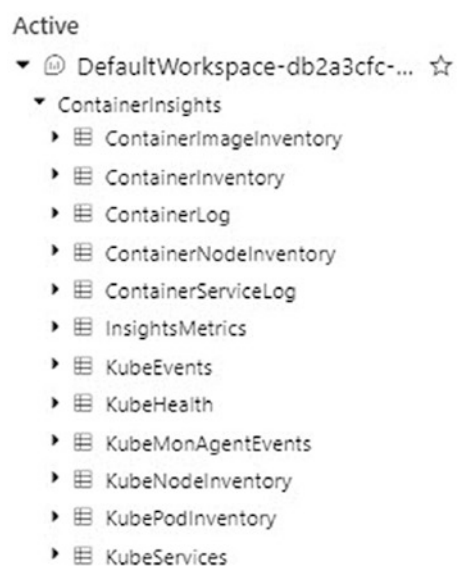 Active
DefaultWorkspace-db2a3cfc-...
ContainerInsights
ContainerImageInventory
ContainerInventory
ContainerLog
ContainerNodeInventory
ContainerServiceLog
InsightsMetrics
KubeEvents
KubeHealth
KubeMonAgentEvents
KubeNodeInventory
KubePodInventory
KubeServices